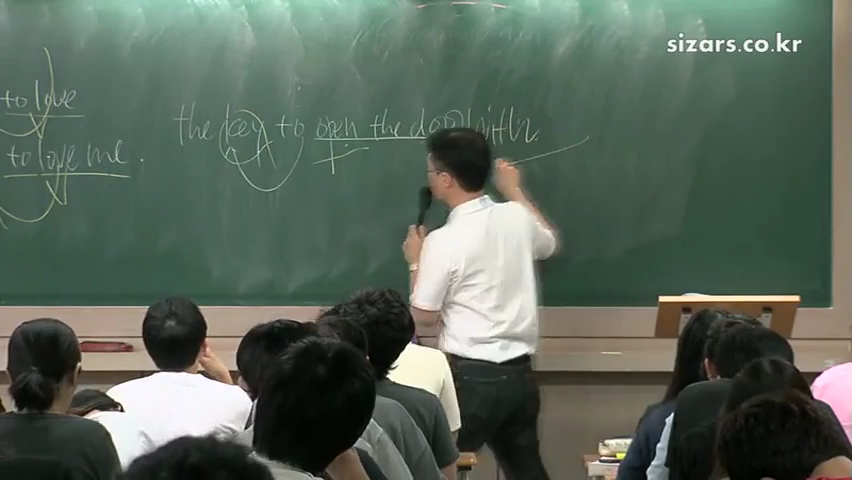 sizars.co.kr
to love
the key to open the door with.
to love me.